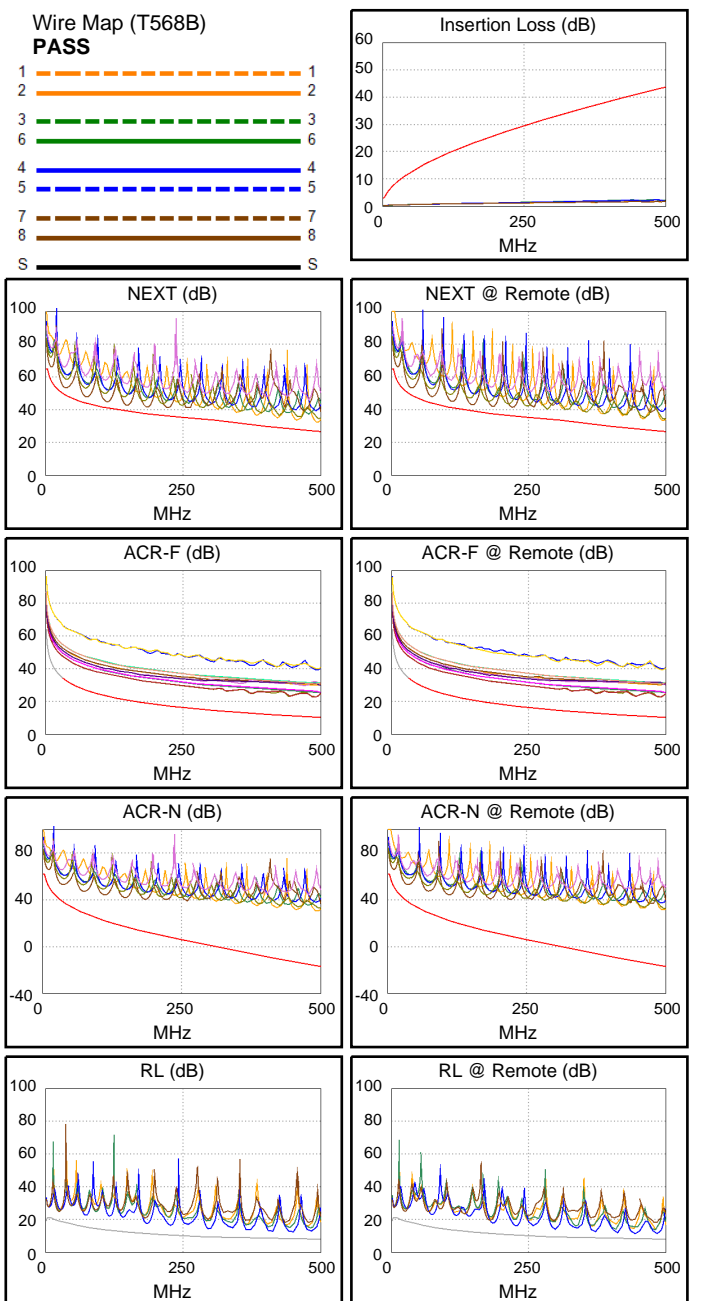 Wire Map (T568B)
PASS
1 1
2 2
3 3
6 6
4 4
5 5
7 7
8 8
S S
Insertion Loss (dB)
60
50
40
30
20
10
0
0 250 500
MHz
NEXT (dB)
100
80
60
40
20
0
0 250 500
MHz
NEXT @ Remote (dB)
100
80
60
40
20
0
0 250 500
MHz
ACR-F (dB)
100
80
60
40
20
0
0 250 500
MHz
ACR-F @ Remote (dB)
100
80
60
40
20
0
0 250 500
MHz
ACR-N (dB)
80
40
0
-40
0 250 500
MHz
ACR-N @ Remote (dB)
80
40
0
-40
0 250 500
MHz
RL (dB)
100
80
60
40
20
0
0 250 500
MHz
RL @ Remote (dB)
100
80
60
40
20
0
0 250 500
MHz